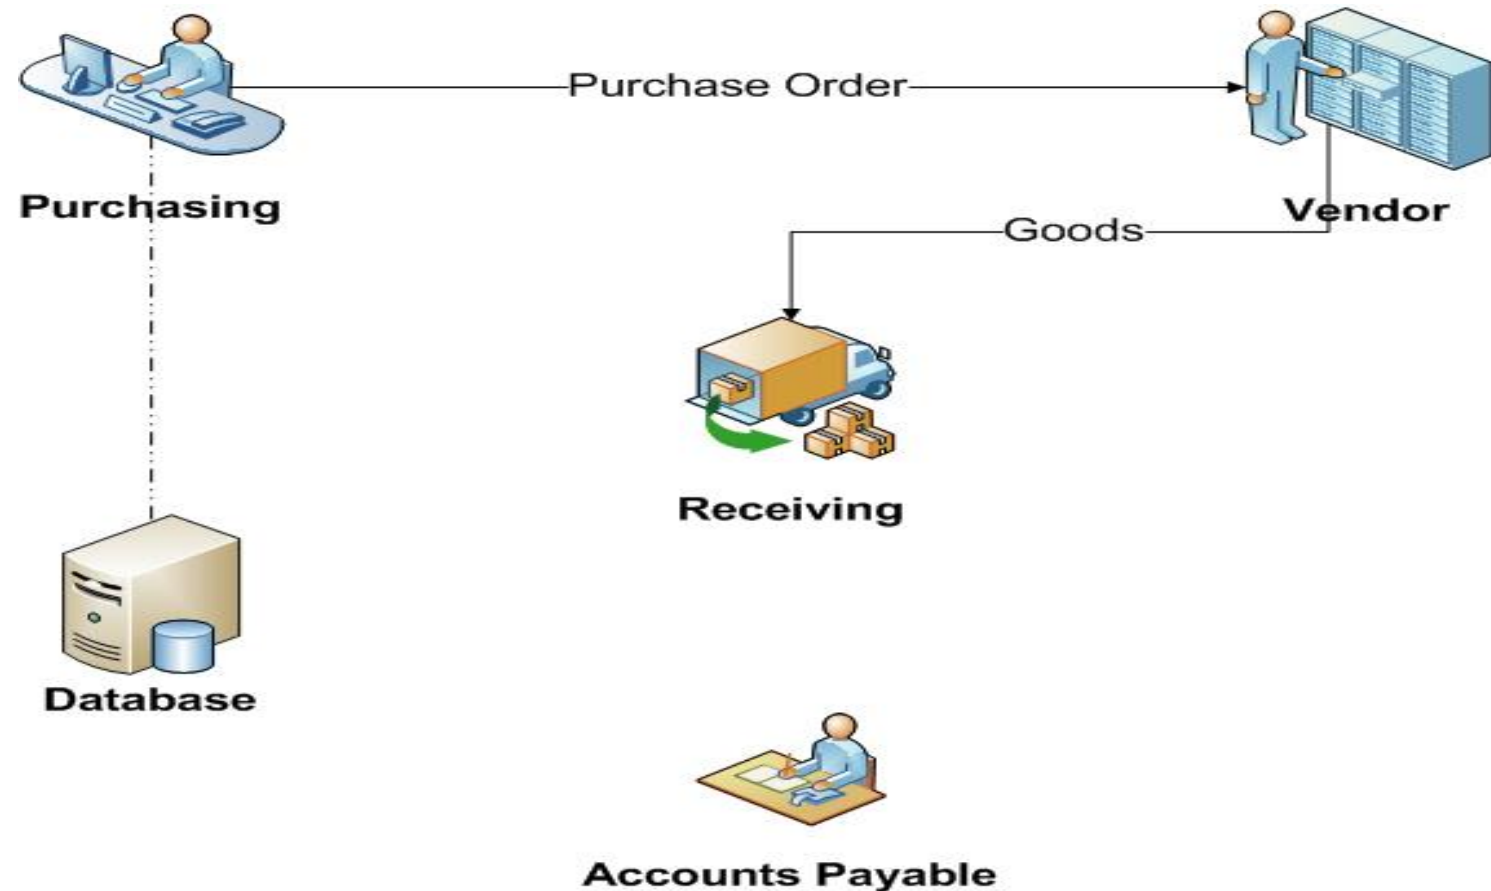 Purchase Order
Purchasing
Vendor
Goods
Receiving
Database
Accounts Payable